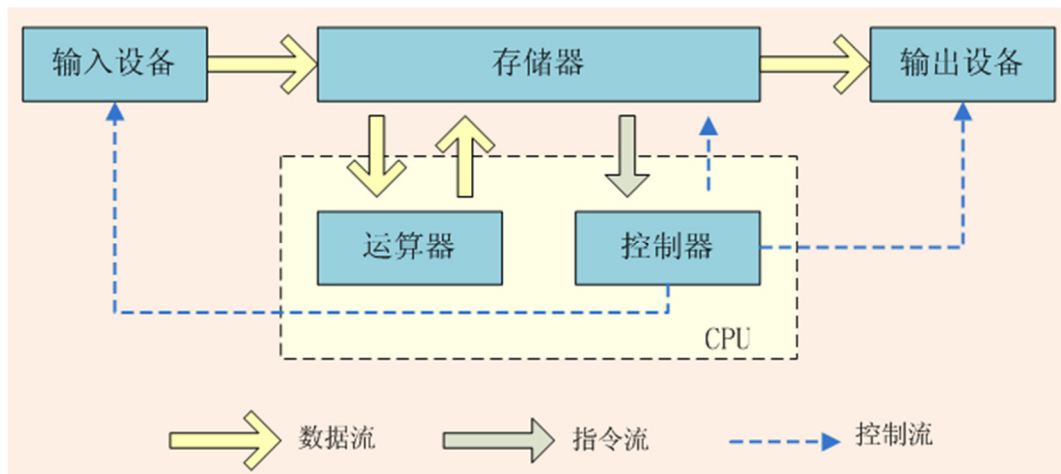 输入设备
存储器
输出设备
运算器
控制器
CPU
数据流
指令流
控制流